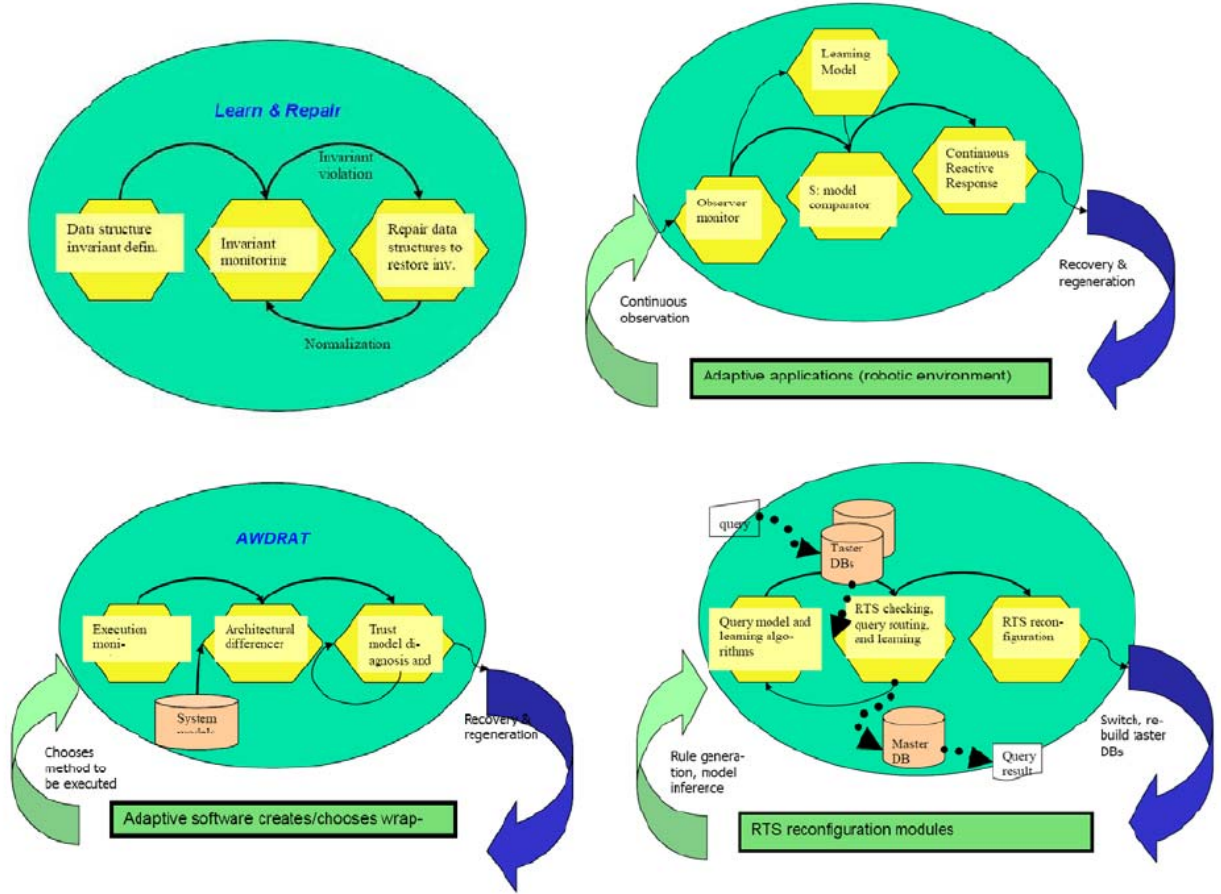 Learn & Repair
Invariant
violation
Data structure
invariant defin.
Invariant
monitoring
Repair data
structures to
restore inv.
Normalization
Learning
Model
Observer
monitor
S: model
comparator
Continuous
Reactive
Response
Continuous
observation
Recovery &
regeneration
Adaptive applications (robotic environment)
AWDRAT
Execution
moni-
Architectural
differencer
Trust
model di-
agnosis and
System
models
Chooses
method to
be executed
Recovery &
regeneration
Adaptive software creates/chooses wrap-
query
Taster
DBs
Query model and
learning algo-
rithms
RTS checking,
query routing,
and learning
RTS recon-
figuration
Master
DB
Query
result
Rule genera-
tion, model
inference
Switch, re-
build taster
DBs
RTS reconfiguration modules